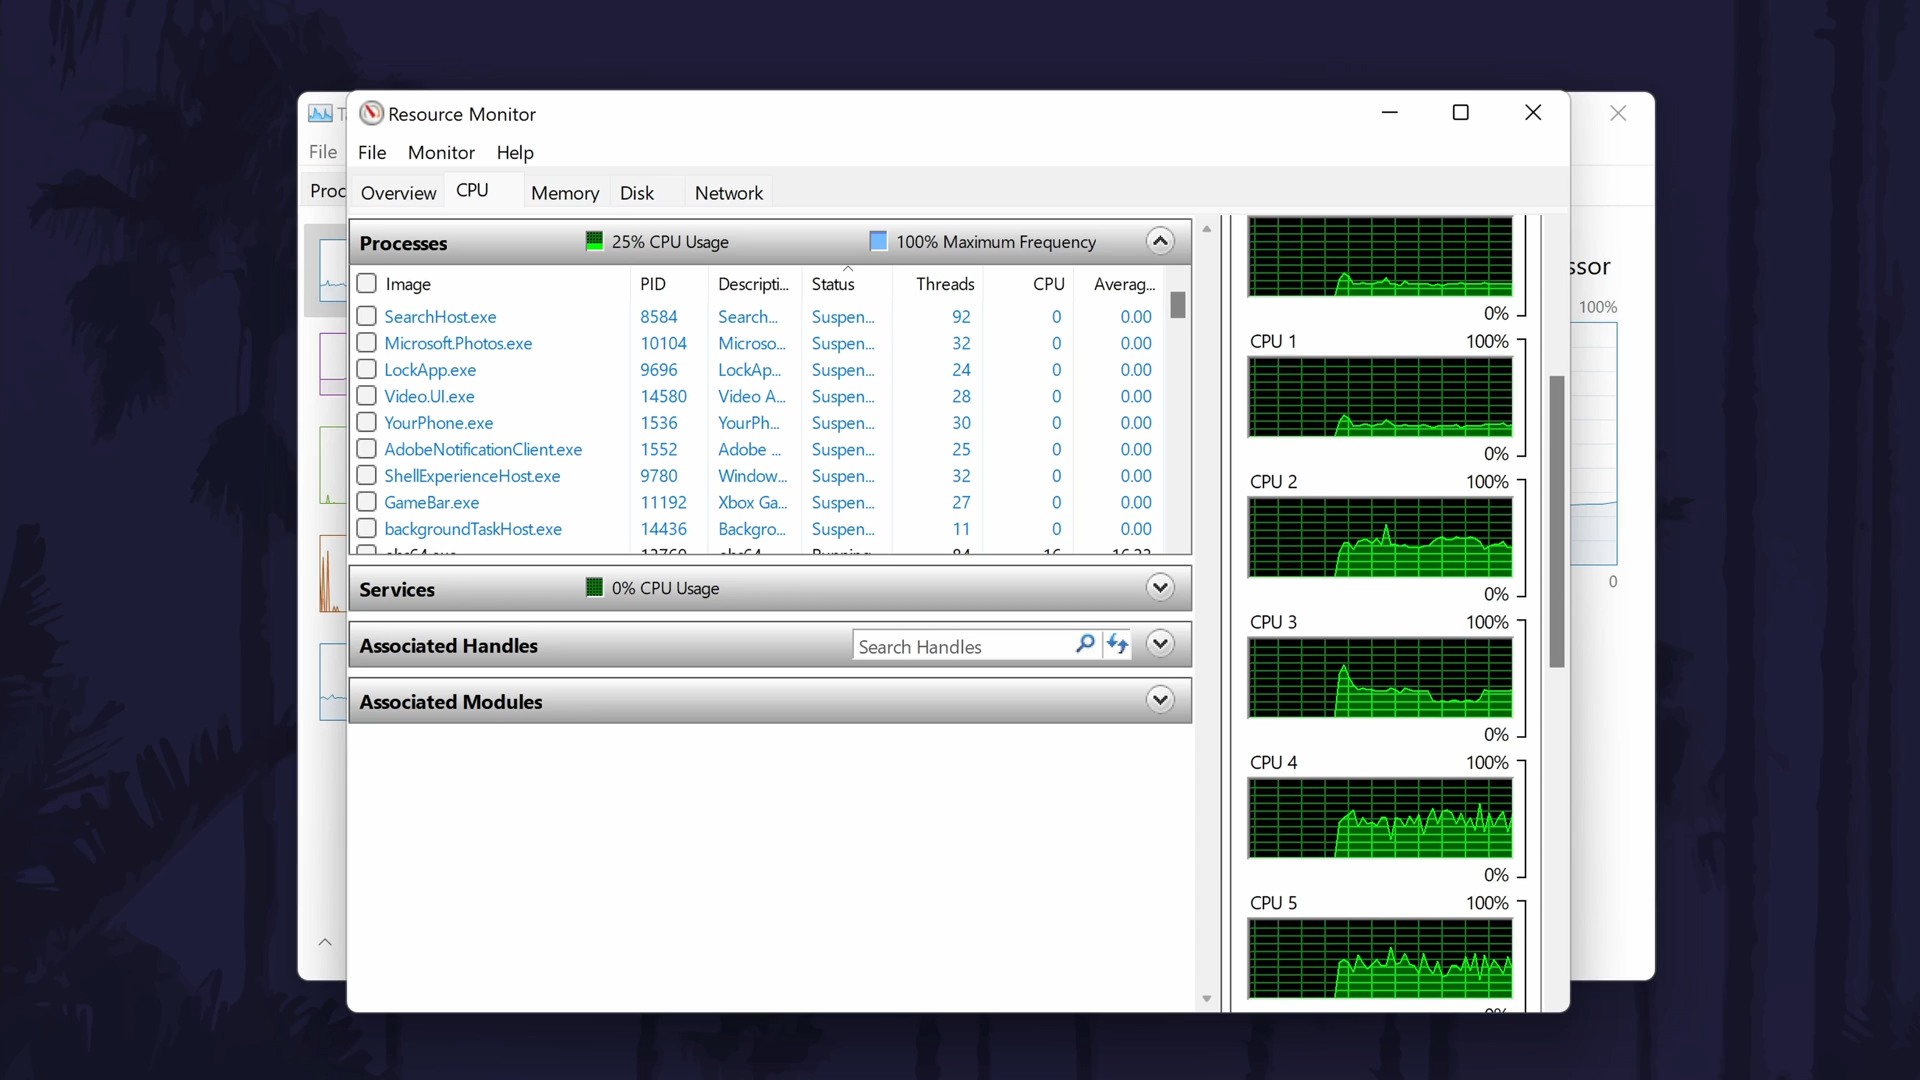 Resource Monitor
File
File Monitor Help
Proc
Overview CPU Memory Disk Network
Processes 25% CPU Usage 100% Maximum Frequency
Image PID Descripti... Status Threads CPU Averag...
SearchHost.exe 8584 Search... Suspen... 92 0 0.00
Microsoft.Photos.exe 10104 Microso... Suspen... 32 0 0.00
LockApp.exe 9696 LockAp... Suspen... 24 0 0.00
Video.UI.exe 14580 Video A... Suspen... 28 0 0.00
YourPhone.exe 1536 YourPh... Suspen... 30 0 0.00
AdobeNotificationClient.exe 1552 Adobe ... Suspen... 25 0 0.00
ShellExperienceHost.exe 9780 Window... Suspen... 32 0 0.00
GameBar.exe 11192 Xbox Ga... Suspen... 27 0 0.00
backgroundTaskHost.exe 14436 Backgro... Suspen... 11 0 0.00
Services 0% CPU Usage
Associated Handles Search Handles
Associated Modules
0%
CPU 1 100%
0%
CPU 2 100%
0%
CPU 3 100%
0%
CPU 4 100%
0%
CPU 5 100%
ssor
100%
0